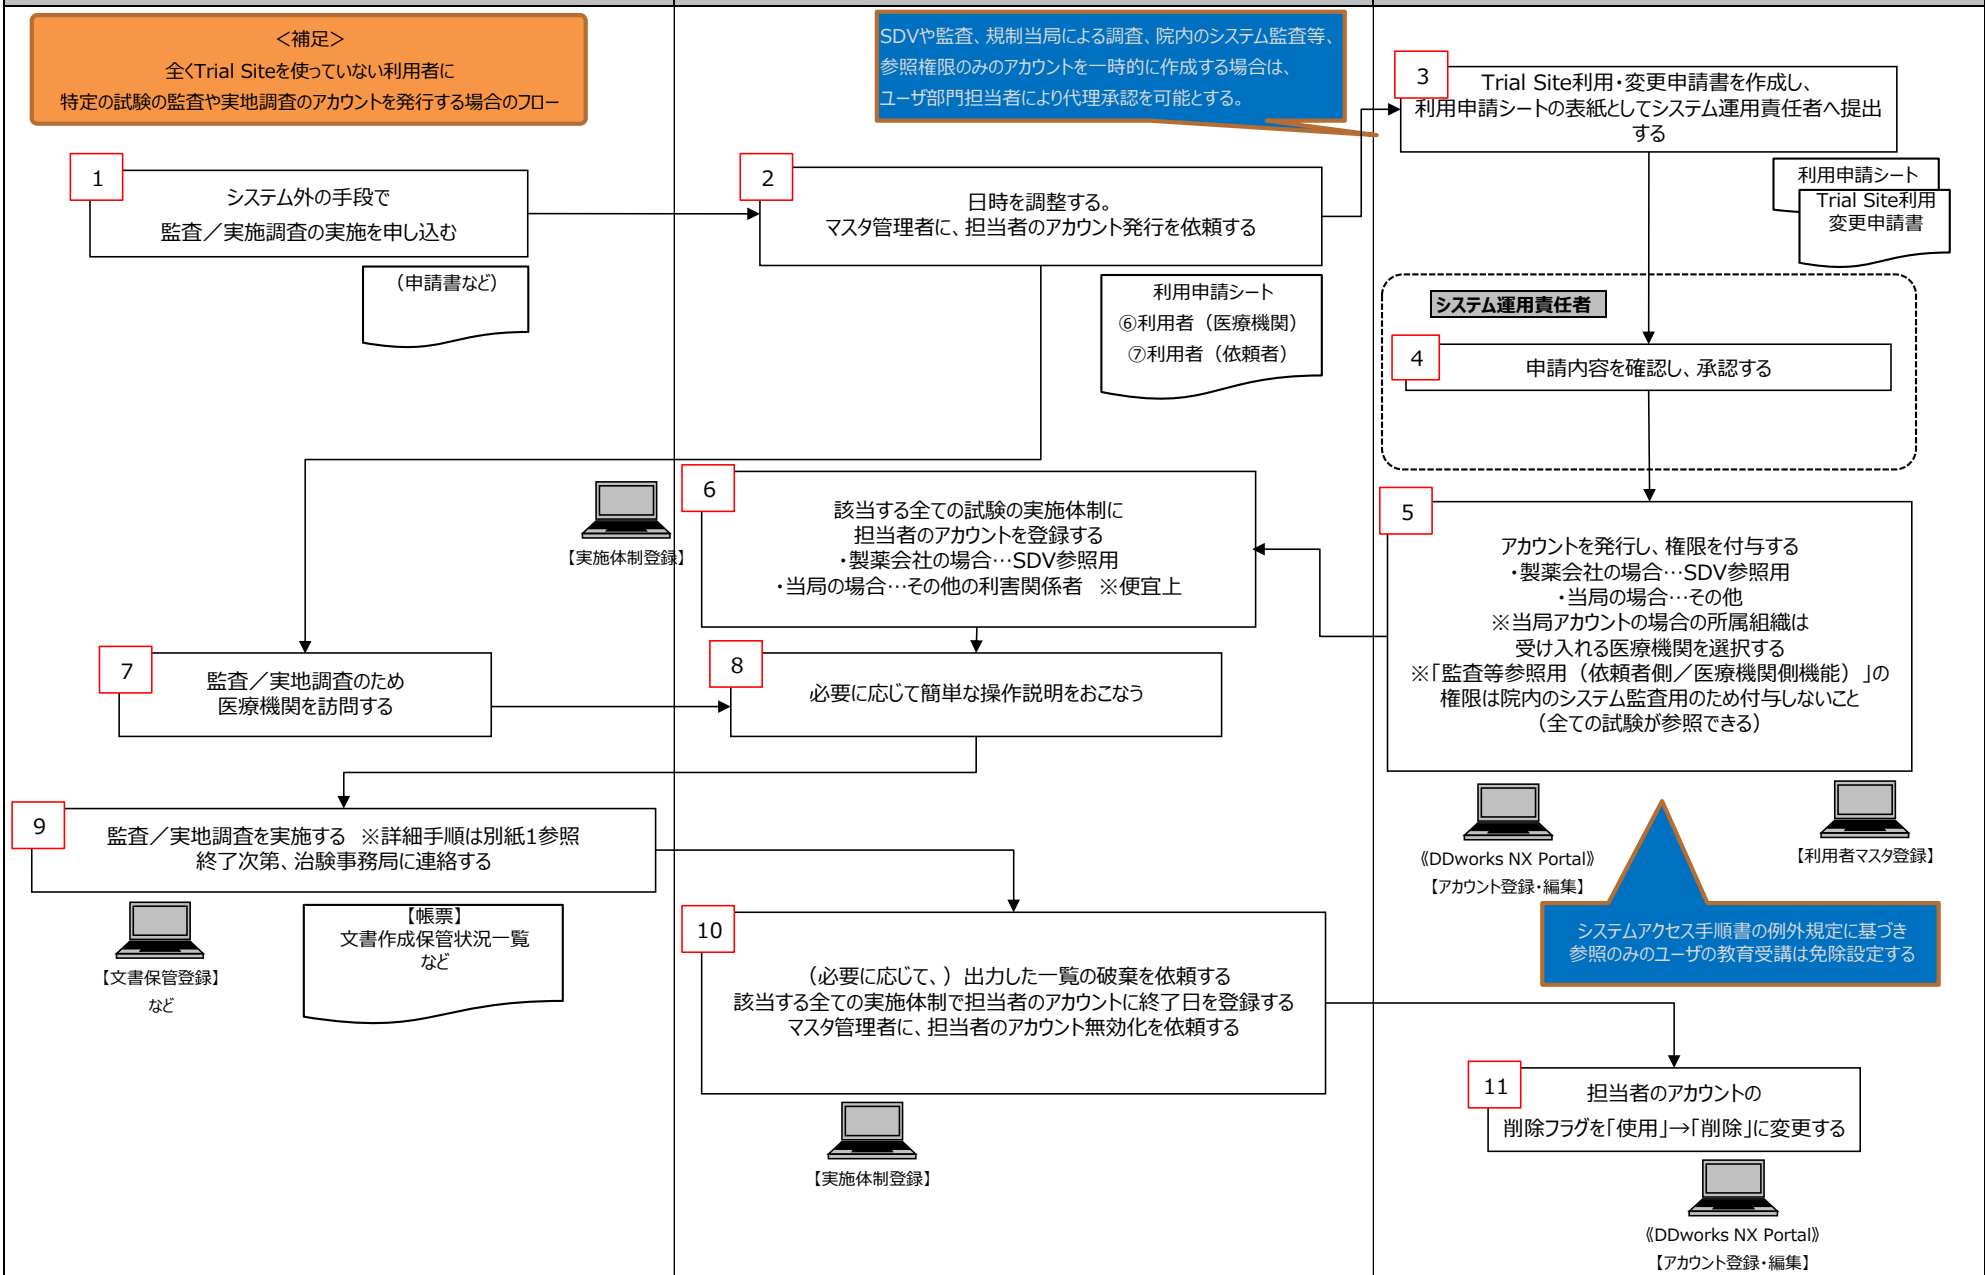 <補足>
全くTrial Siteを使っていない利用者に
特定の試験の監査や実地調査のアカウントを発行する場合のフロー
SDVや監査、規制当局による調査、院内のシステム監査等、
参照権限のみのアカウントを一時的に作成する場合は、
ユーザ部門担当者により代理承認を可能とする。
3
Trial Site利用・変更申請書を作成し、
利用申請シートの表紙としてシステム運用責任者へ提出
する
1
システム外の手段で
監査／実施調査の実施を申し込む
(申請書など)
2
日時を調整する。
マスタ管理者に、担当者のアカウント発行を依頼する
利用申請シート
⑥利用者（医療機関）
⑦利用者（依頼者）
利用申請シート
Trial Site利用
変更申請書
システム運用責任者
4
申請内容を確認し、承認する
5
アカウントを発行し、権限を付与する
・製薬会社の場合…SDV参照用
・当局の場合…その他
※当局アカウントの場合の所属組織は
受け入れる医療機関を選択する
※「監査等参照用（依頼者側／医療機関側機能）」の
権限は院内のシステム監査用のため付与しないこと
（全ての試験が参照できる）
《DDworks NX Portal》
【アカウント登録・編集】
【利用者マスタ登録】
システムアクセス手順書の例外規定に基づき
参照のみのユーザの教育受講は免除設定する
6
該当する全ての試験の実施体制に
担当者のアカウントを登録する
・製薬会社の場合…SDV参照用
・当局の場合…その他の利害関係者　※便宜上
【実施体制登録】
7
監査／実地調査のため
医療機関を訪問する
8
必要に応じて簡単な操作説明をおこなう
9
監査／実地調査を実施する　※詳細手順は別紙1参照
終了次第、治験事務局に連絡する
【文書保管登録】
など
【帳票】
文書作成保管状況一覧
など
10
（必要に応じて、）出力した一覧の破棄を依頼する
該当する全ての実施体制で担当者のアカウントに終了日を登録する
マスタ管理者に、担当者のアカウント無効化を依頼する
【実施体制登録】
11
担当者のアカウントの
削除フラグを「使用」→「削除」に変更する
《DDworks NX Portal》
【アカウント登録・編集】